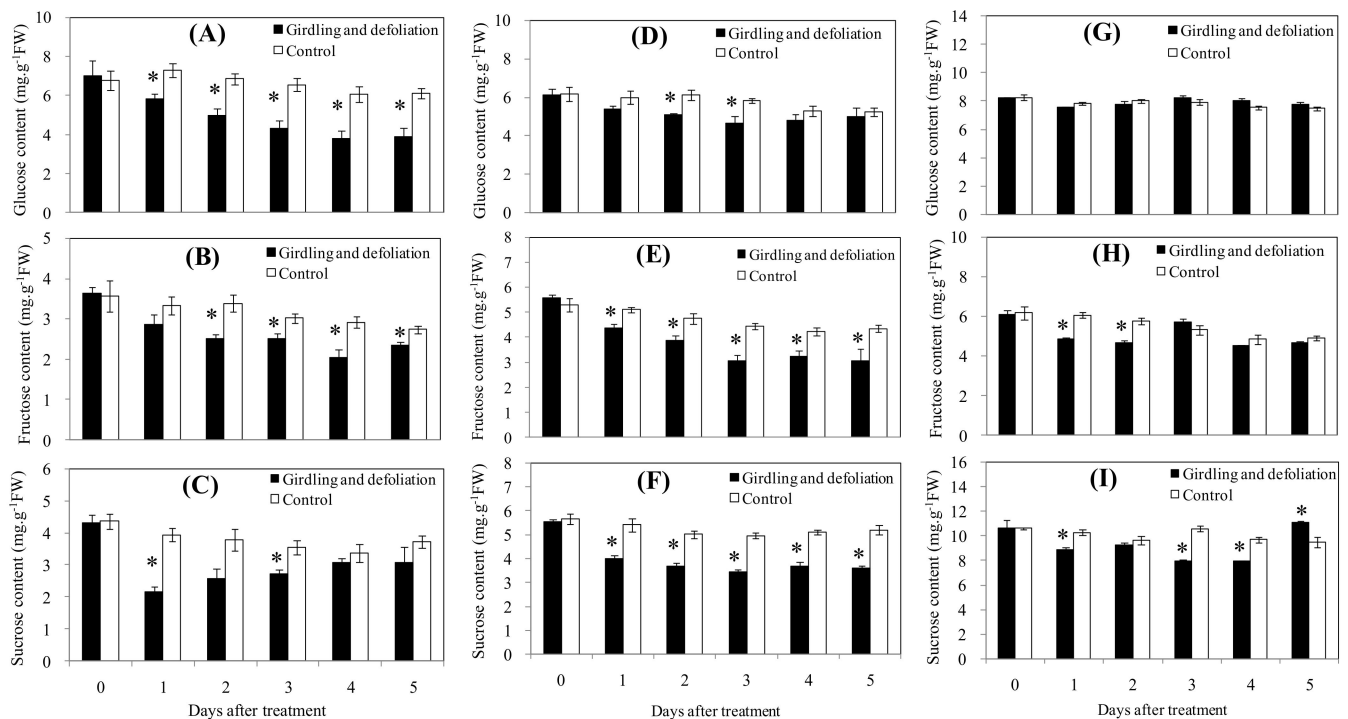 (A)
Girdling and defoliation
Control
Glucose content (mg.g-1FW)
10
8
6
4
2
0
* * * * *
(D)
Girdling and defoliation
Control
Glucose content (mg.g-1FW)
10
8
6
4
2
0
* *
(G)
Girdling and defoliation
Control
Glucose content (mg.g-1FW)
14
12
10
8
6
4
2
0
(B)
Girdling and defoliation
Control
Fructose content (mg.g-1FW)
5
4
3
2
1
0
* * * *
(E)
Girdling and defoliation
Control
Fructose content (mg.g-1FW)
8
7
6
5
4
3
2
1
0
* * * * *
(H)
Girdling and defoliation
Control
Fructose content (mg.g-1FW)
10
8
6
4
2
0
* *
(C)
Girdling and defoliation
Control
Sucrose content (mg.g-1FW)
6
5
4
3
2
1
0
* *
0 1 2 3 4 5
Days after treatment
(F)
Girdling and defoliation
Control
Sucrose content (mg.g-1FW)
8
7
6
5
4
3
2
1
0
* * * * *
0 1 2 3 4 5
Days after treatment
(I)
Girdling and defoliation
Control
Sucrose content (mg.g-1FW)
16
14
12
10
8
6
4
2
0
* * * *
0 1 2 3 4 5
Days after treatment